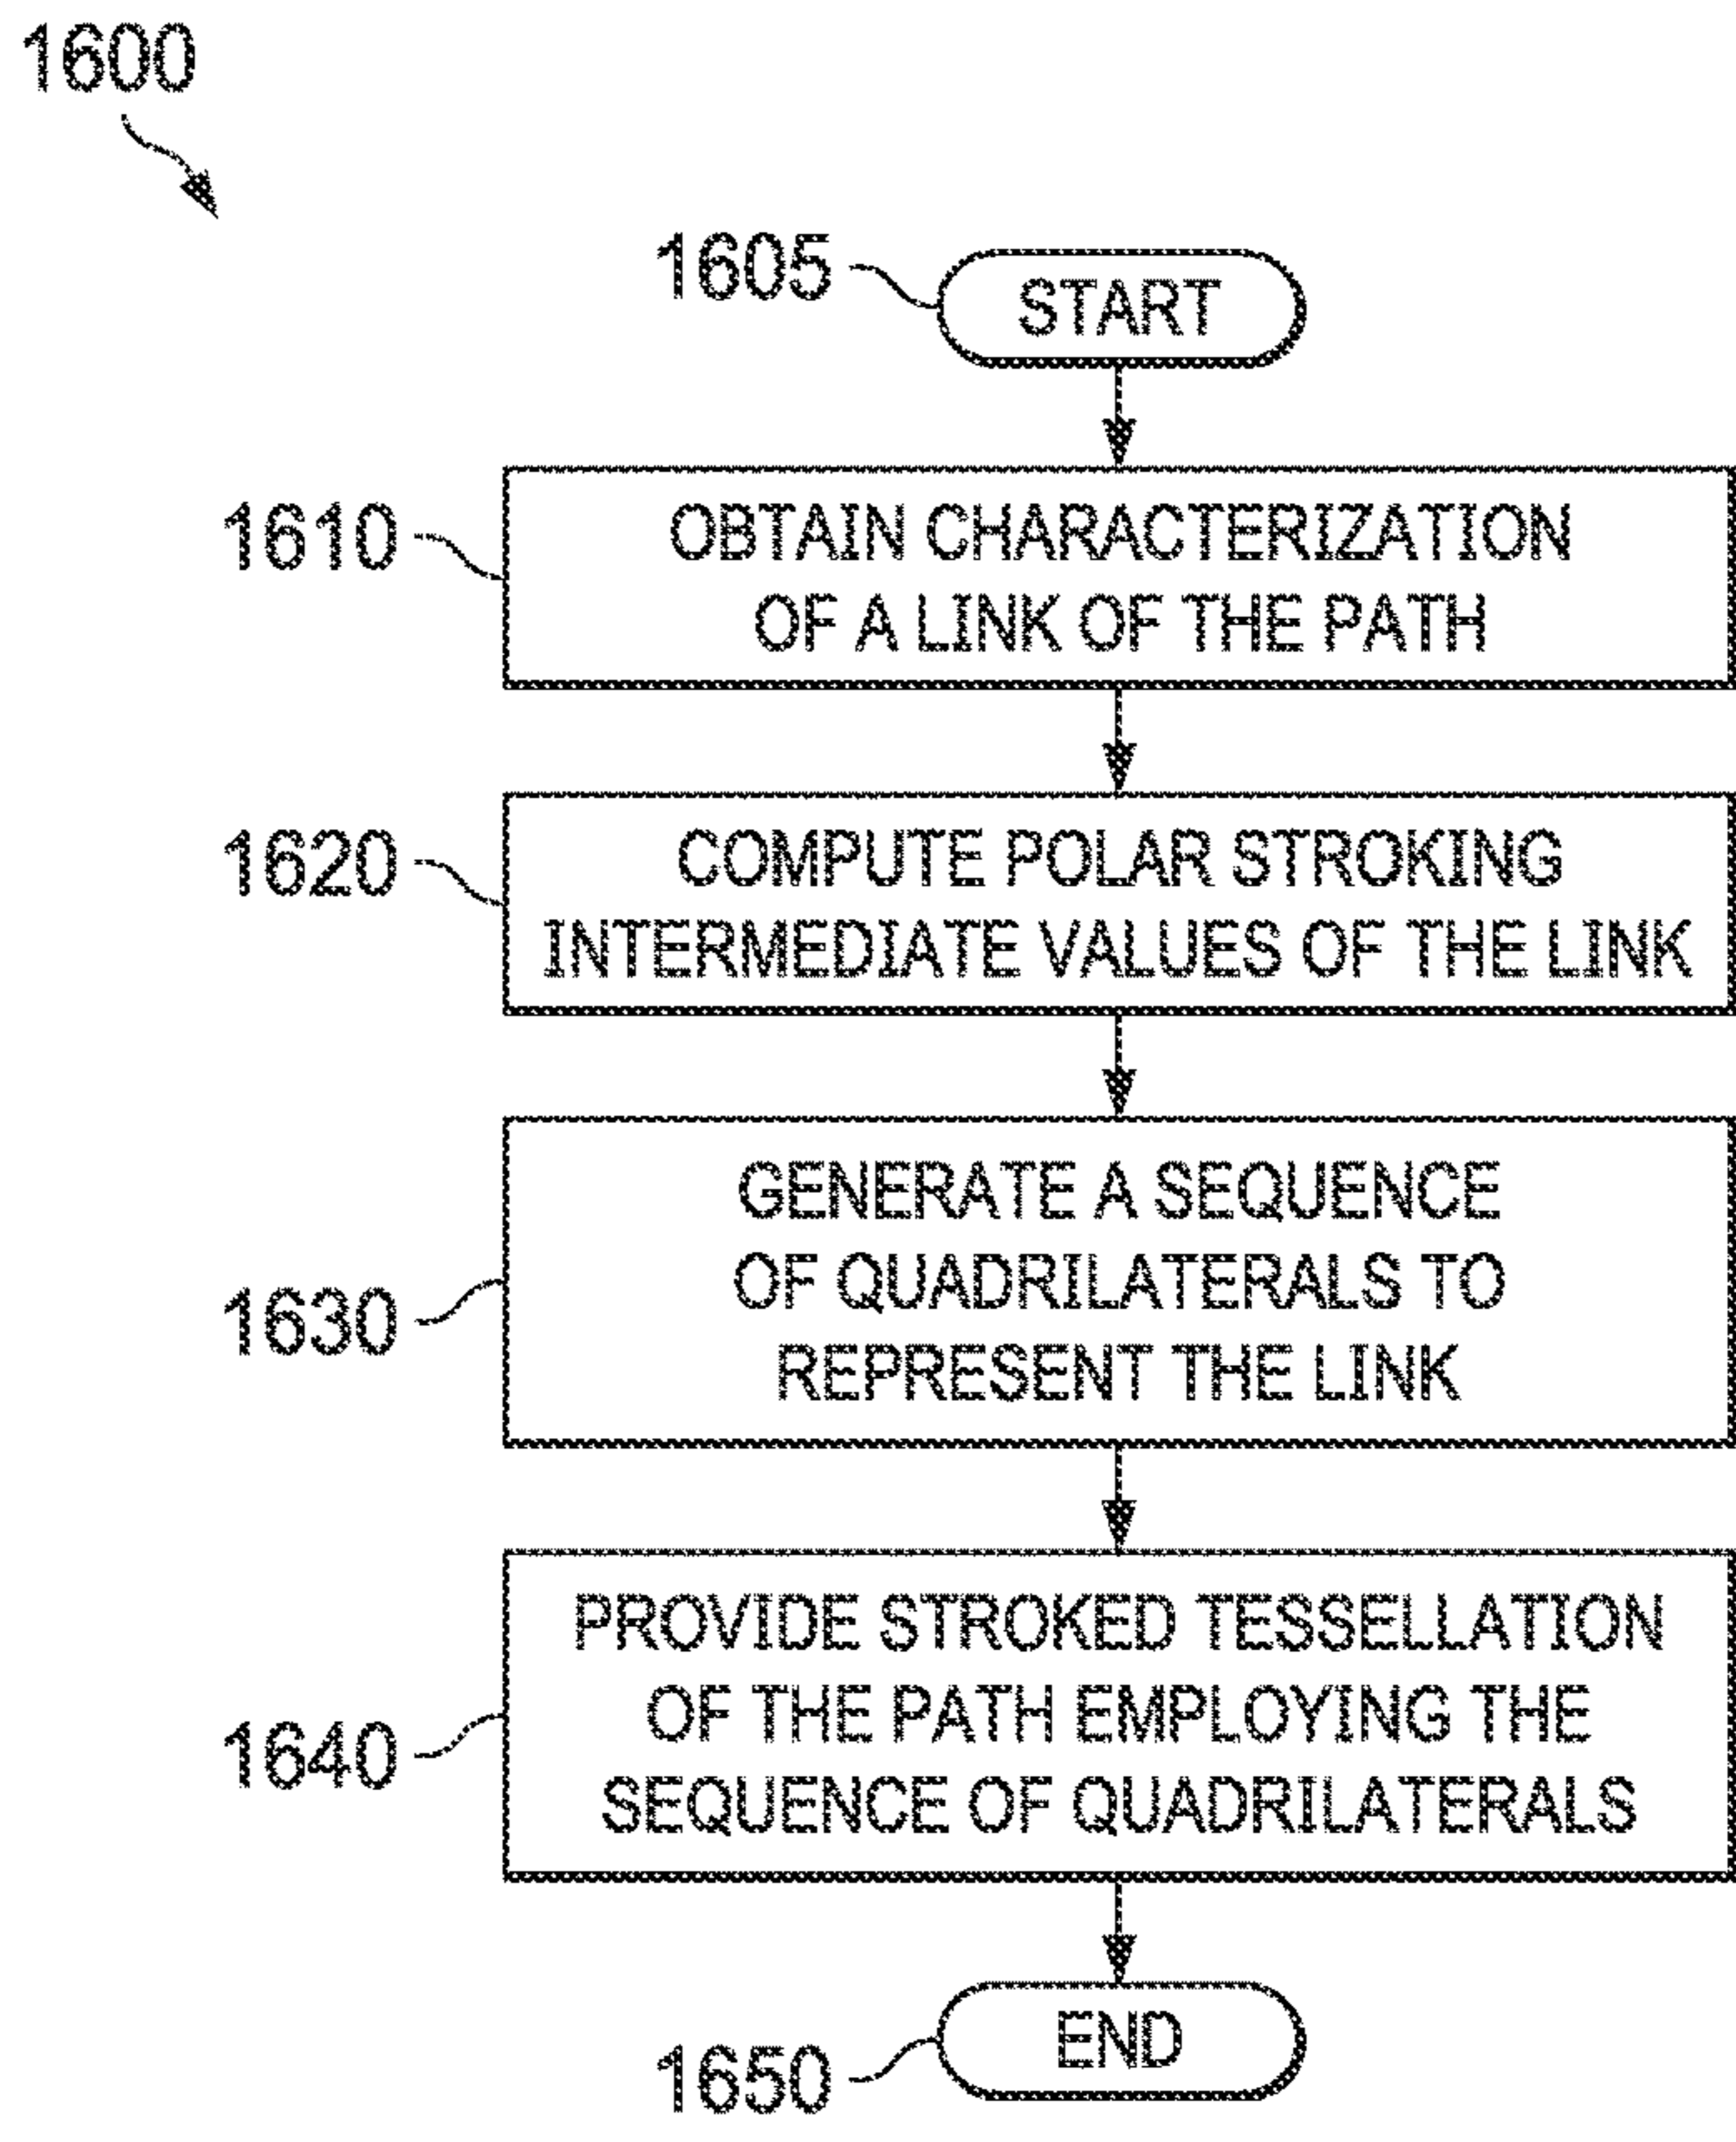 1600
1605
START
1610
OBTAIN CHARACTERIZATION
OF A LINK OF THE PATH
1620
COMPUTE POLAR STROKING
INTERMEDIATE VALUES OF THE LINK
1630
GENERATE A SEQUENCE
OF QUADRILATERALS TO
REPRESENT THE LINK
1640
PROVIDE STROKED TESSELLATION
OF THE PATH EMPLOYING THE
SEQUENCE OF QUADRILATERALS
1650
END